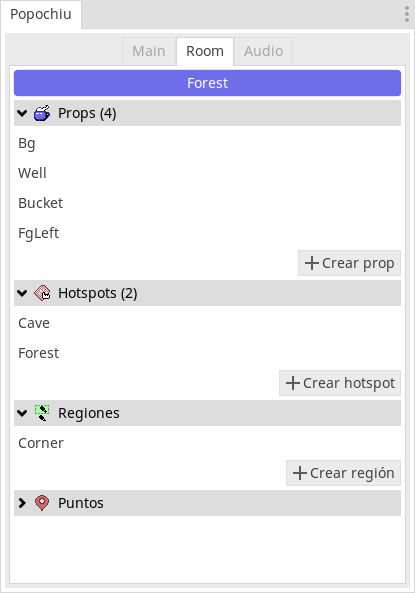 Popochiu
Main Room Audio
Forest
Props (4)
Bg
Well
Bucket
FgLeft
Crear prop
Hotspots (2)
Cave
Forest
Crear hotspot
Regiones
Corner
Crear región
Puntos